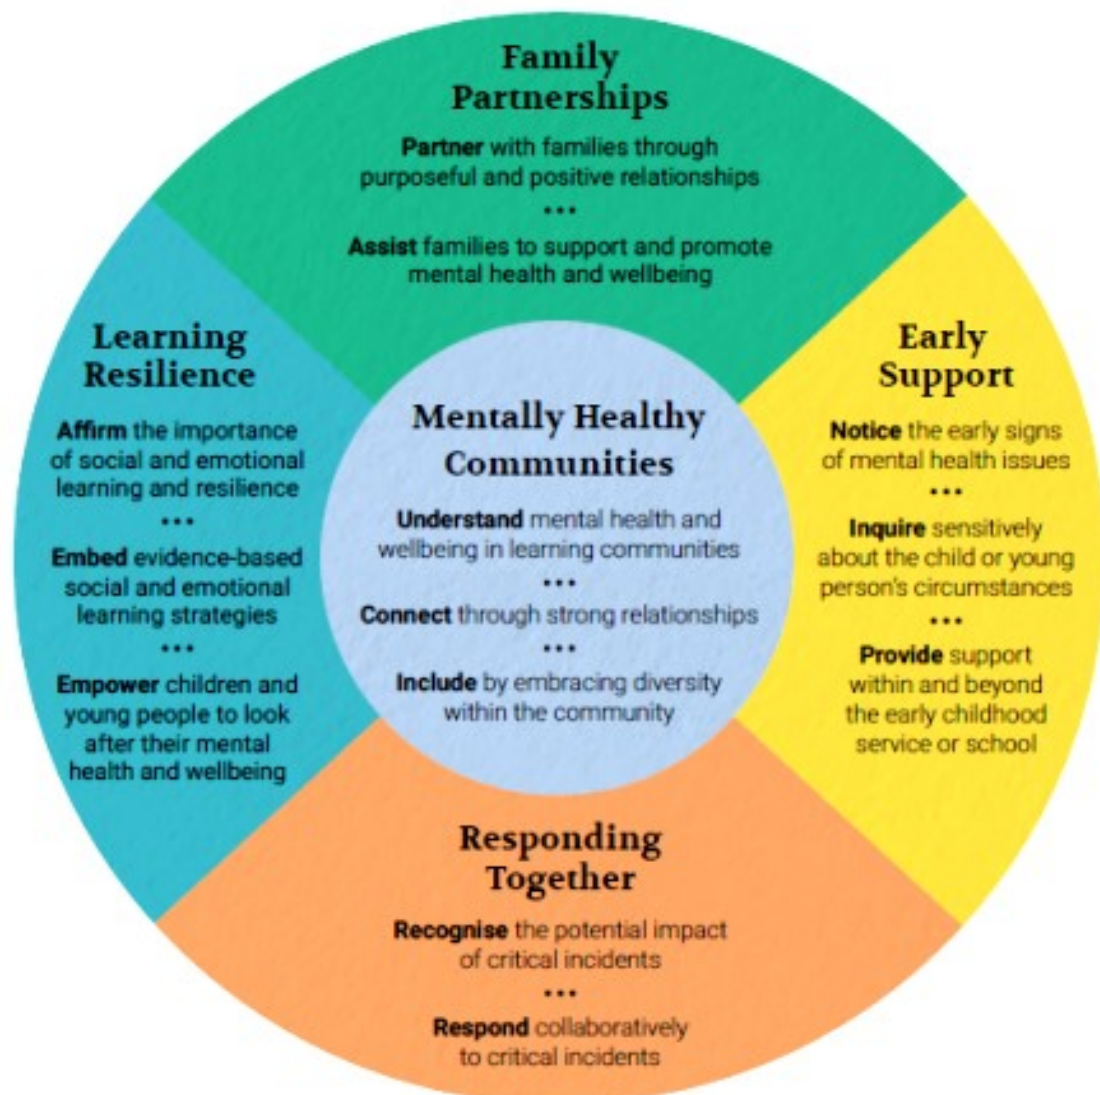 Family
Partnerships
Partner with families through
purposeful and positive relationships
•••
Assist families to support and promote
mental health and wellbeing
Learning
Resilience
Affirm the importance
of social and emotional
learning and resilience
•••
Embed evidence-based
social and emotional
learning strategies
•••
Empower children and
young people to look
after their mental
health and wellbeing
Mentally Healthy
Communities
Understand mental health and
wellbeing in learning communities
•••
Connect through strong relationships
•••
Include by embracing diversity
within the community
Early
Support
Notice the early signs
of mental health issues
•••
Inquire sensitively
about the child or young
person's circumstances
•••
Provide support
within and beyond
the early childhood
service or school
Responding
Together
Recognise the potential impact
of critical incidents
•••
Respond collaboratively
to critical incidents